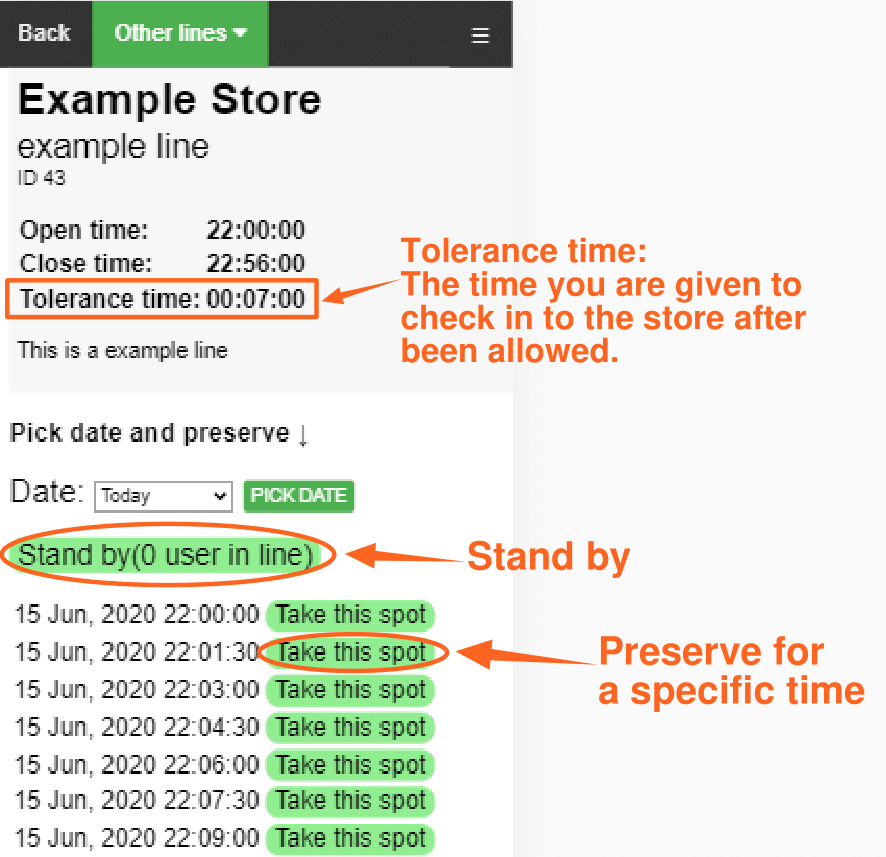 Back Other lines ☰
Example Store
example line
ID 43
Open time: 22:00:00
Close time: 22:56:00
Tolerance time: 00:07:00
This is a example line
Tolerance time:
The time you are given to
check in to the store after
been allowed.
Pick date and preserve ↓
Date: Today PICK DATE
Stand by(0 user in line)
Stand by
15 Jun, 2020 22:00:00 Take this spot
15 Jun, 2020 22:01:30 Take this spot
Preserve for
a specific time
15 Jun, 2020 22:03:00 Take this spot
15 Jun, 2020 22:04:30 Take this spot
15 Jun, 2020 22:06:00 Take this spot
15 Jun, 2020 22:07:30 Take this spot
15 Jun, 2020 22:09:00 Take this spot